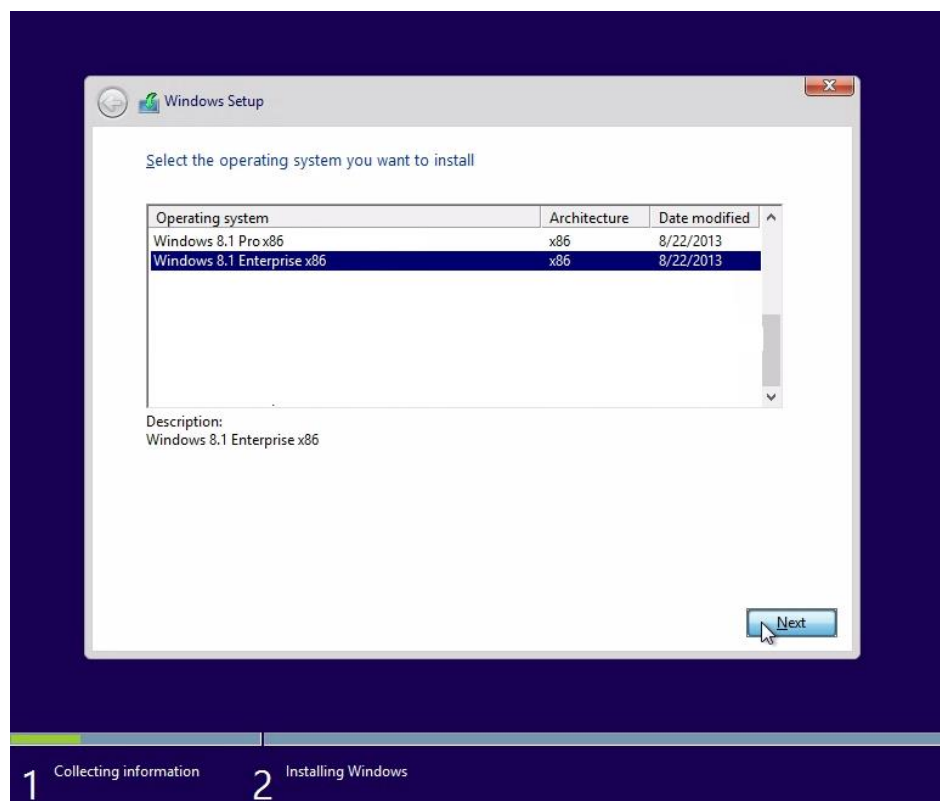 Windows Setup
Select the operating system you want to install
Operating system Architecture Date modified
Windows 8.1 Pro x86 x86 8/22/2013
Windows 8.1 Enterprise x86 x86 8/22/2013
Description:
Windows 8.1 Enterprise x86
Next
1 Collecting information 2 Installing Windows